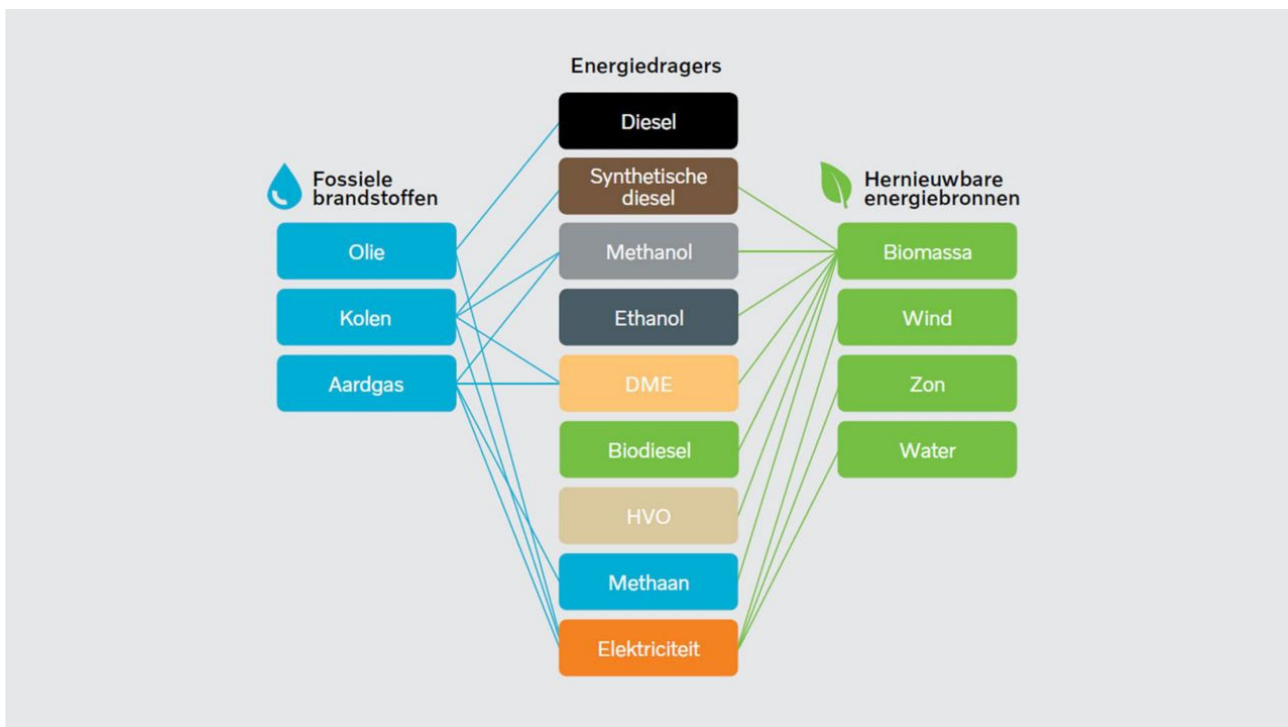 Energiedragers
Diesel
Fossiele
brandstoffen
Synthetische
diesel
Hernieuwbare
energiebronnen
Olie
Methanol
Biomassa
Kolen
Ethanol
Wind
Aardgas
DME
Zon
Biodiesel
Water
HVO
Methaan
Elektriciteit